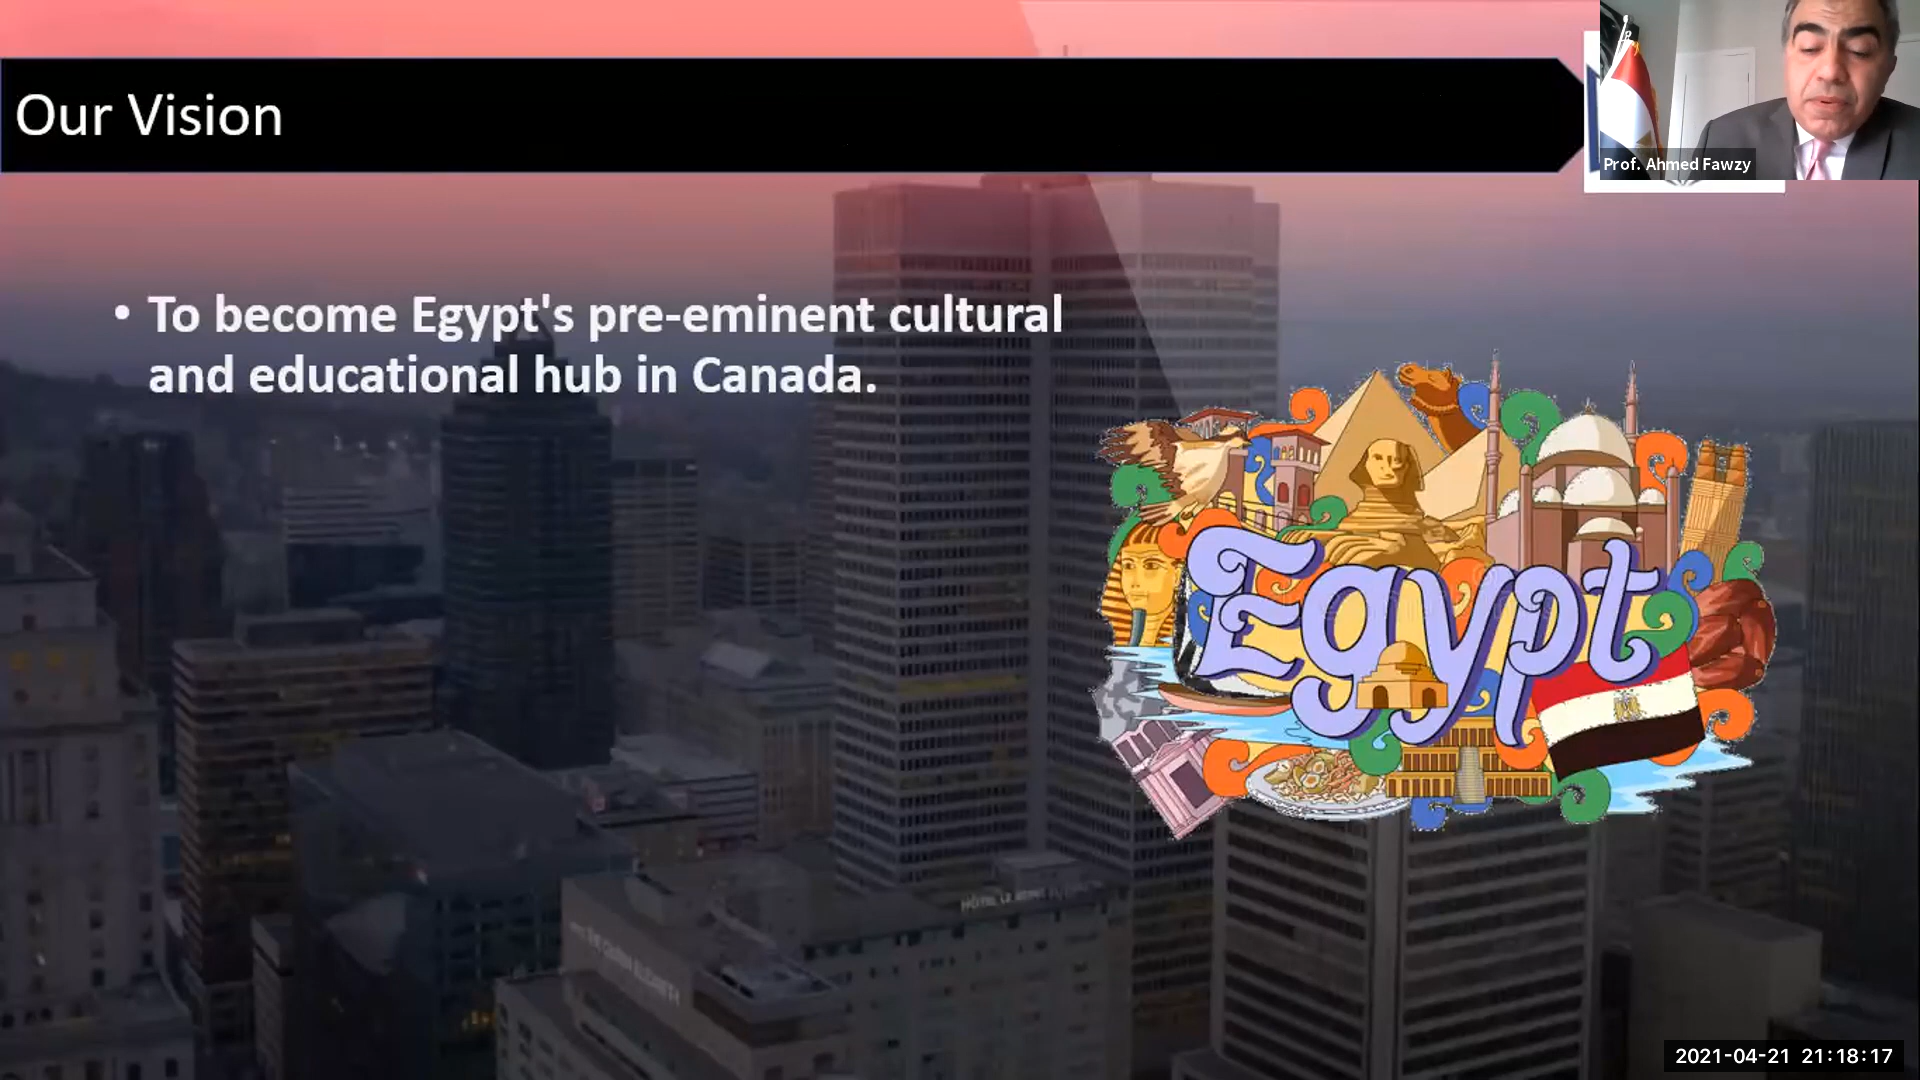 Our Vision
Prof. Ahmed Fawzy
• To become Egypt's pre-eminent cultural
and educational hub in Canada.
Egypt
2021-04-21 21:18:17